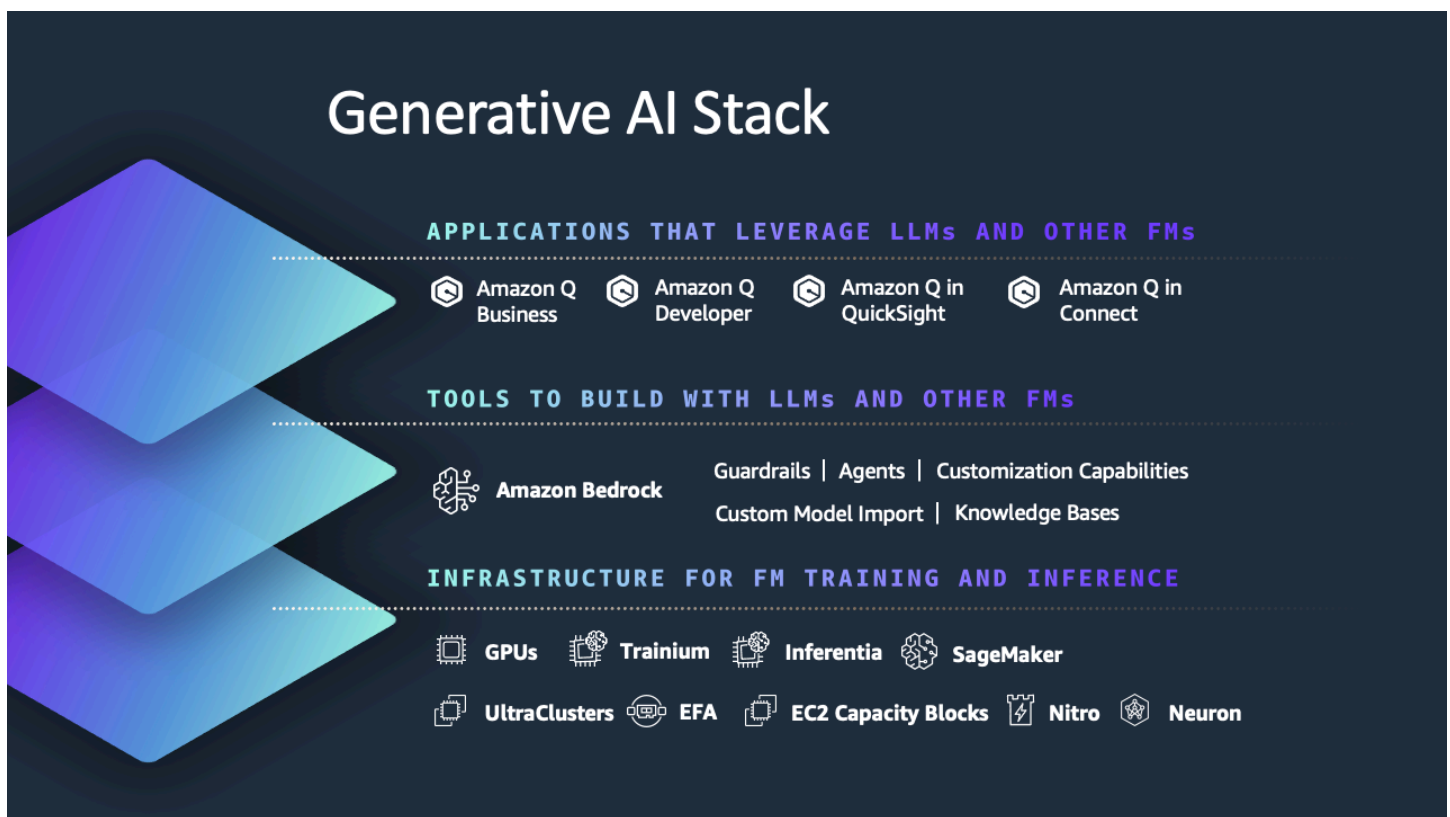 Generative AI Stack
APPLICATIONS THAT LEVERAGE LLMs AND OTHER FMs
Amazon Q
Business
Amazon Q
Developer
Amazon Q in
QuickSight
Amazon Q in
Connect
TOOLS TO BUILD WITH LLMs AND OTHER FMs
Amazon Bedrock
Guardrails | Agents | Customization Capabilities
Custom Model Import | Knowledge Bases
INFRASTRUCTURE FOR FM TRAINING AND INFERENCE
GPUs Trainium Inferentia SageMaker
UltraClusters EFA EC2 Capacity Blocks Nitro Neuron